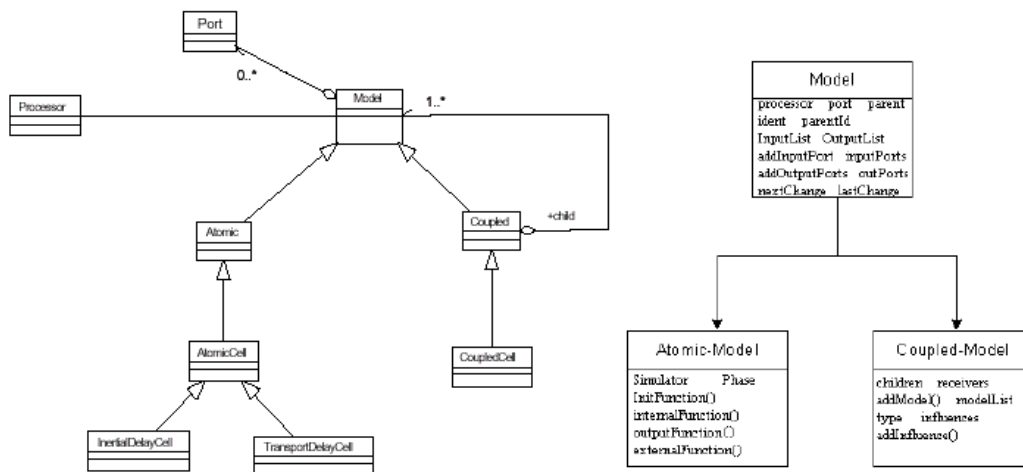 Port
0..*
Model
1..*
Processor
Atomic
Coupled
+child
AtomicCell
CoupledCell
InertialDelayCell
TransportDelayCell
Model
processor port parent
ident parentId
InputList OutputList
addInputPort inputPorts
addOutputPorts outPorts
nextChange lastChange
Atomic-Model
Simulator Phase
InitFunction()
internalFunction()
outputFunction()
externalFunction()
Coupled-Model
children receivers
addModel() modelList
type influences
addInfluence()